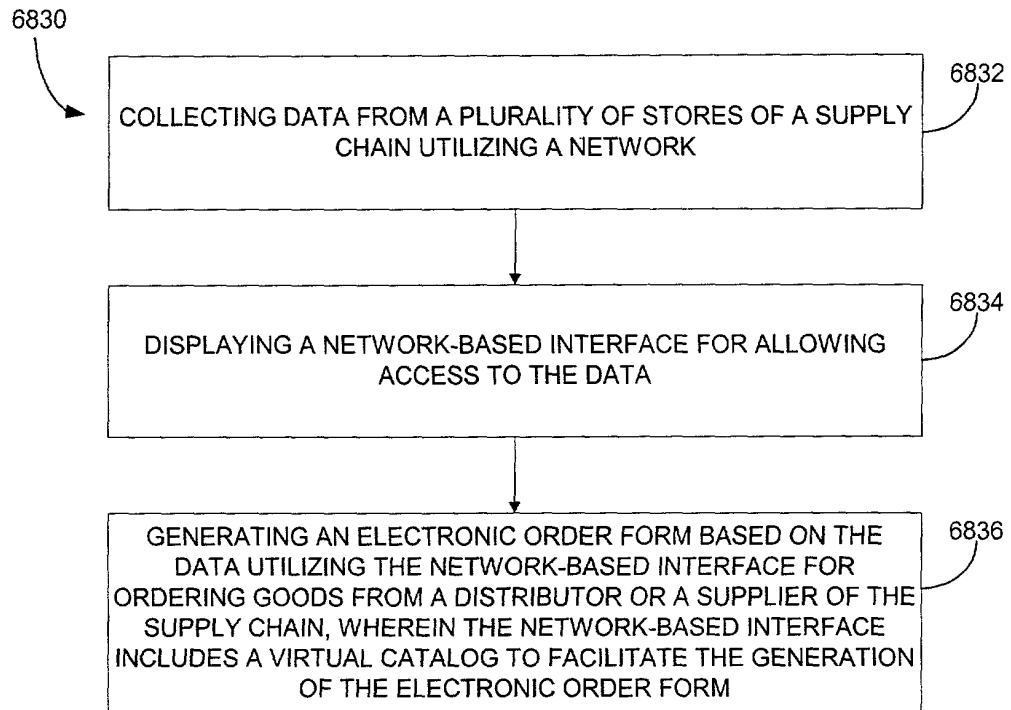 6830
6832
COLLECTING DATA FROM A PLURALITY OF STORES OF A SUPPLY
CHAIN UTILIZING A NETWORK
6834
DISPLAYING A NETWORK-BASED INTERFACE FOR ALLOWING
ACCESS TO THE DATA
6836
GENERATING AN ELECTRONIC ORDER FORM BASED ON THE
DATA UTILIZING THE NETWORK-BASED INTERFACE FOR
ORDERING GOODS FROM A DISTRIBUTOR OR A SUPPLIER OF THE
SUPPLY CHAIN, WHEREIN THE NETWORK-BASED INTERFACE
INCLUDES A VIRTUAL CATALOG TO FACILITATE THE GENERATION
OF THE ELECTRONIC ORDER FORM